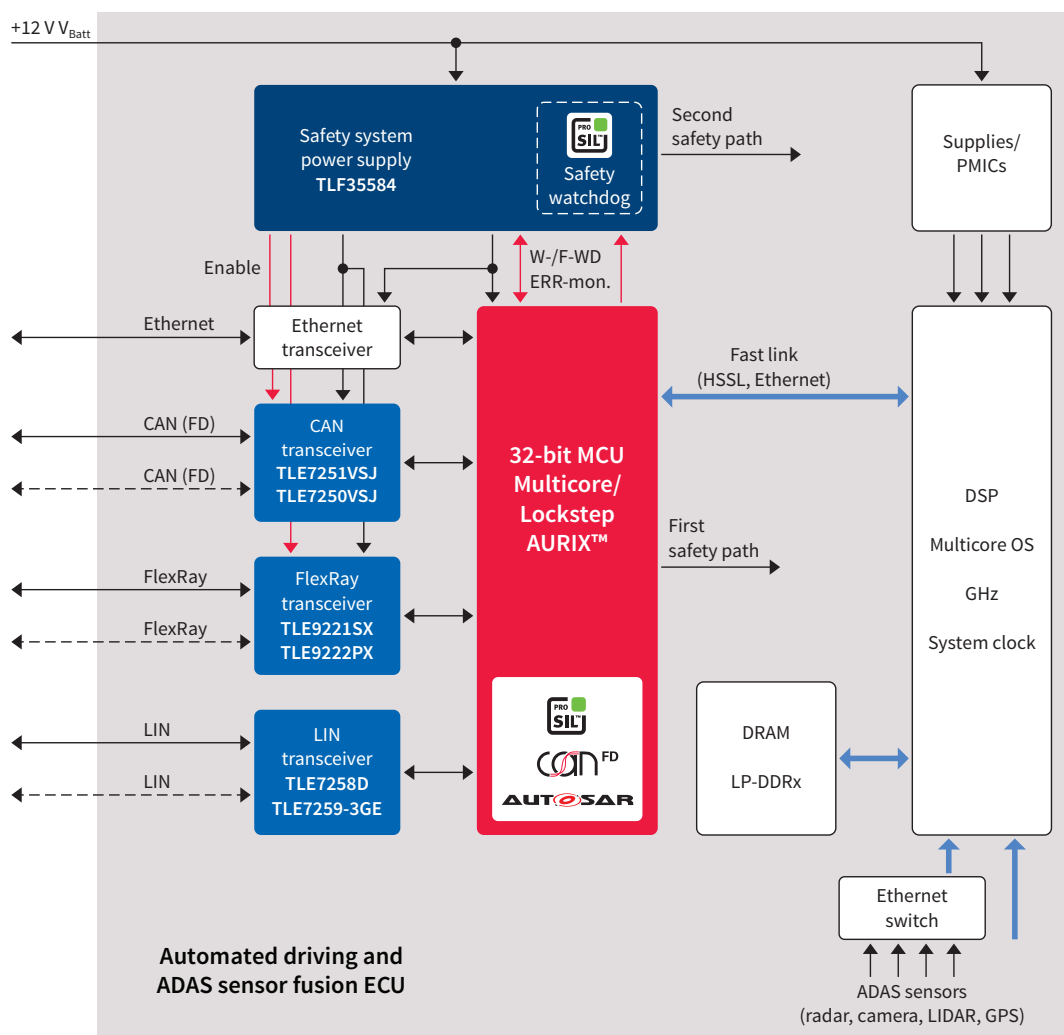 +12 V VBatt
Safety system
power supply
TLF35584
PRO
SIL™
Safety
watchdog
Second
safety path
Supplies/
PMICs
Enable
W-/F-WD
ERR-mon.
Ethernet
Ethernet
transceiver
Fast link
(HSSL, Ethernet)
CAN (FD)
CAN (FD)
CAN
transceiver
TLE7251VSJ
TLE7250VSJ
32-bit MCU
Multicore/
Lockstep
AURIX™
First
safety path
DSP
Multicore OS
GHz
System clock
FlexRay
FlexRay
FlexRay
transceiver
TLE9221SX
TLE9222PX
LIN
LIN
LIN
transceiver
TLE7258D
TLE7259-3GE
PRO
SIL™
CAN FD
AUTOSAR
DRAM
LP-DDRx
Ethernet
switch
Automated driving and
ADAS sensor fusion ECU
ADAS sensors
(radar, camera, LIDAR, GPS)